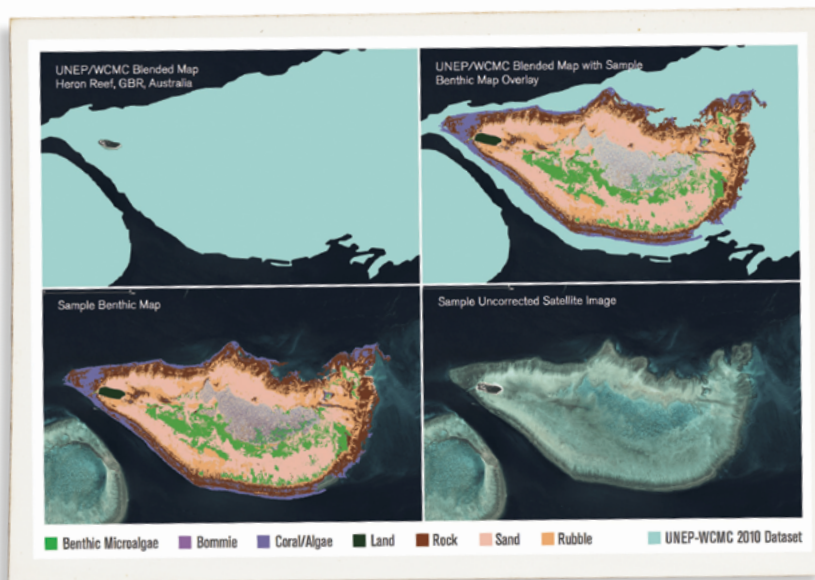 UNEP/WCMC Blended Map
Heron Reef, GBR, Australia
UNEP/WCMC Blended Map with Sample
Benthic Map Overlay
Sample Benthic Map
Sample Uncorrected Satellite Image
Benthic Microalgae
Bommie
Coral/Algae
Land
Rock
Sand
Rubble
UNEP-WCMC 2010 Dataset